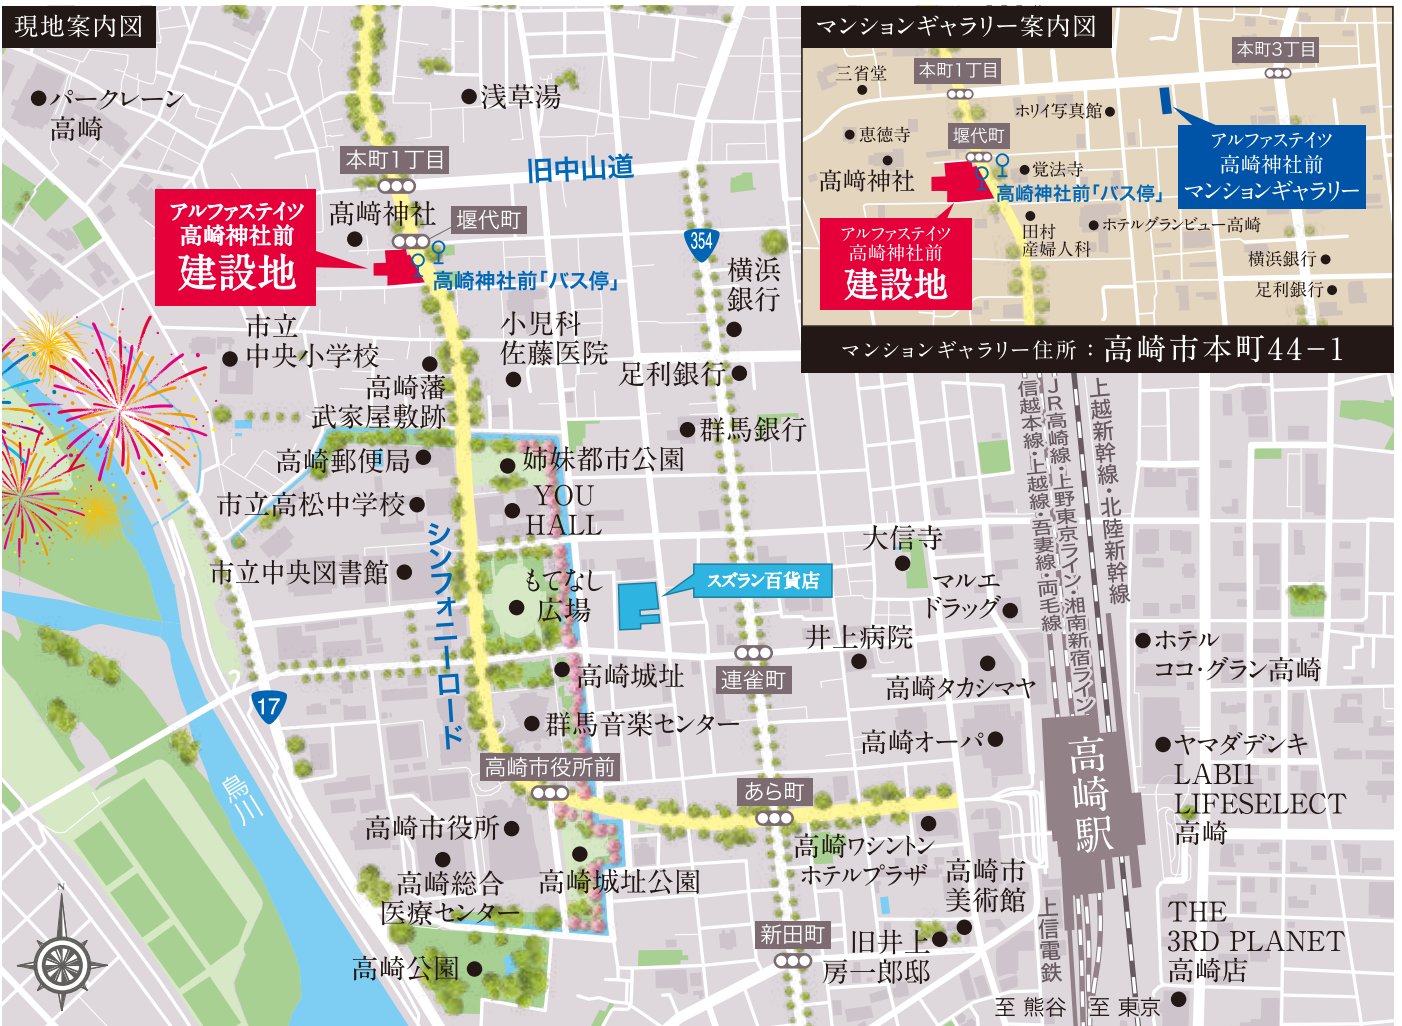 現地案内図
パークレーン
高崎
浅草湯
本町1丁目
旧中山道
髙﨑神社
堰代町
アルファステイツ
高崎神社前
建設地
高崎神社前「バス停」
354
横浜
銀行
市立
中央小学校
小児科
佐藤医院
高崎藩
武家屋敷跡
足利銀行
群馬銀行
高崎郵便局
姉妹都市公園
市立高松中学校
YOU
HALL
シンフォニーロード
市立中央図書館
もてなし
広場
スズラン百貨店
大信寺
マルエ
ドラッグ
井上病院
高崎タカシマヤ
高崎城址
連雀町
17
群馬音楽センター
高崎オーパ
高崎市役所前
あら町
烏川
高崎市役所
高崎総合
医療センター
高崎城址公園
高崎ワシントン
ホテルプラザ
高崎市
美術館
新田町
旧井上
房一郎邸
高崎公園
N
信越本線・上越線・吾妻線・両毛線
JR高崎線・上野東京ライン・湘南新宿ライン
上越新幹線・北陸新幹線
高崎駅
上信電鉄
至 熊谷
至 東京
ホテル
ココ・グラン高崎
ヤマダデンキ
LABI1
LIFESELECT
高崎
THE
3RD PLANET
高崎店
マンションギャラリー案内図
本町3丁目
三省堂
本町1丁目
ホリイ写真館
恵徳寺
堰代町
アルファステイツ
高崎神社前
マンションギャラリー
髙﨑神社
覚法寺
高崎神社前「バス停」
アルファステイツ
高崎神社前
建設地
田村
産婦人科
ホテルグランビュー高崎
横浜銀行
足利銀行
マンションギャラリー住所：高崎市本町44−1